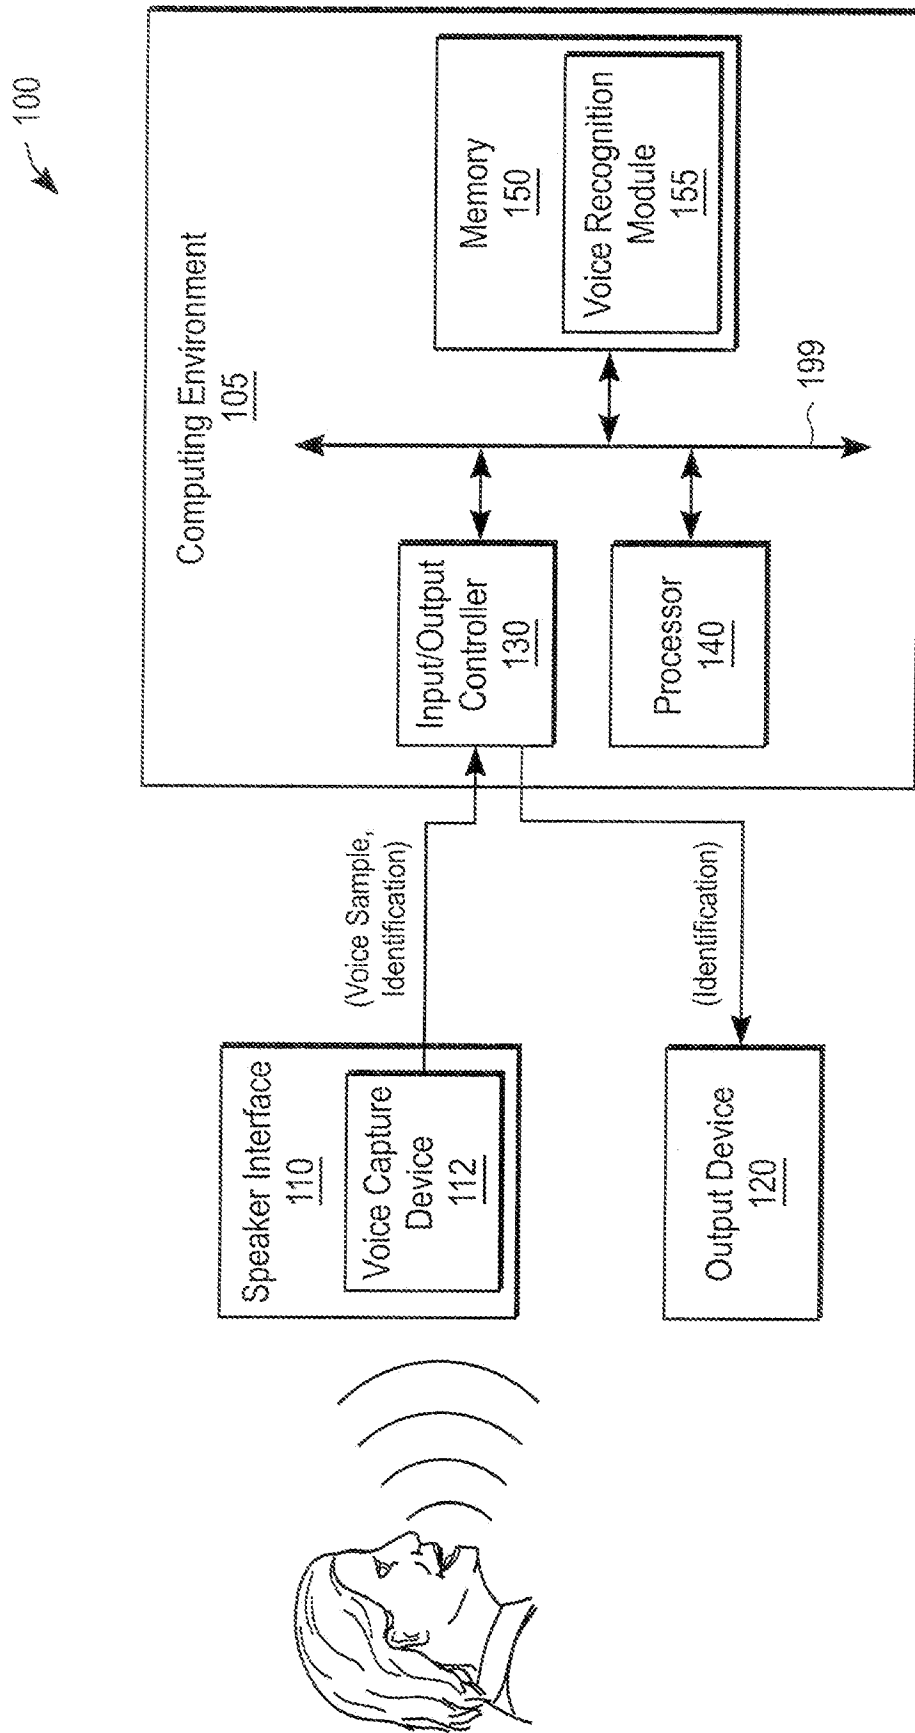 100
Computing Environment
105
Memory
150
Voice Recognition
Module
155
199
Input/Output
Controller
130
Processor
140
(Voice Sample,
Identification)
(Identification)
Speaker Interface
110
Voice Capture
Device
112
Output Device
120